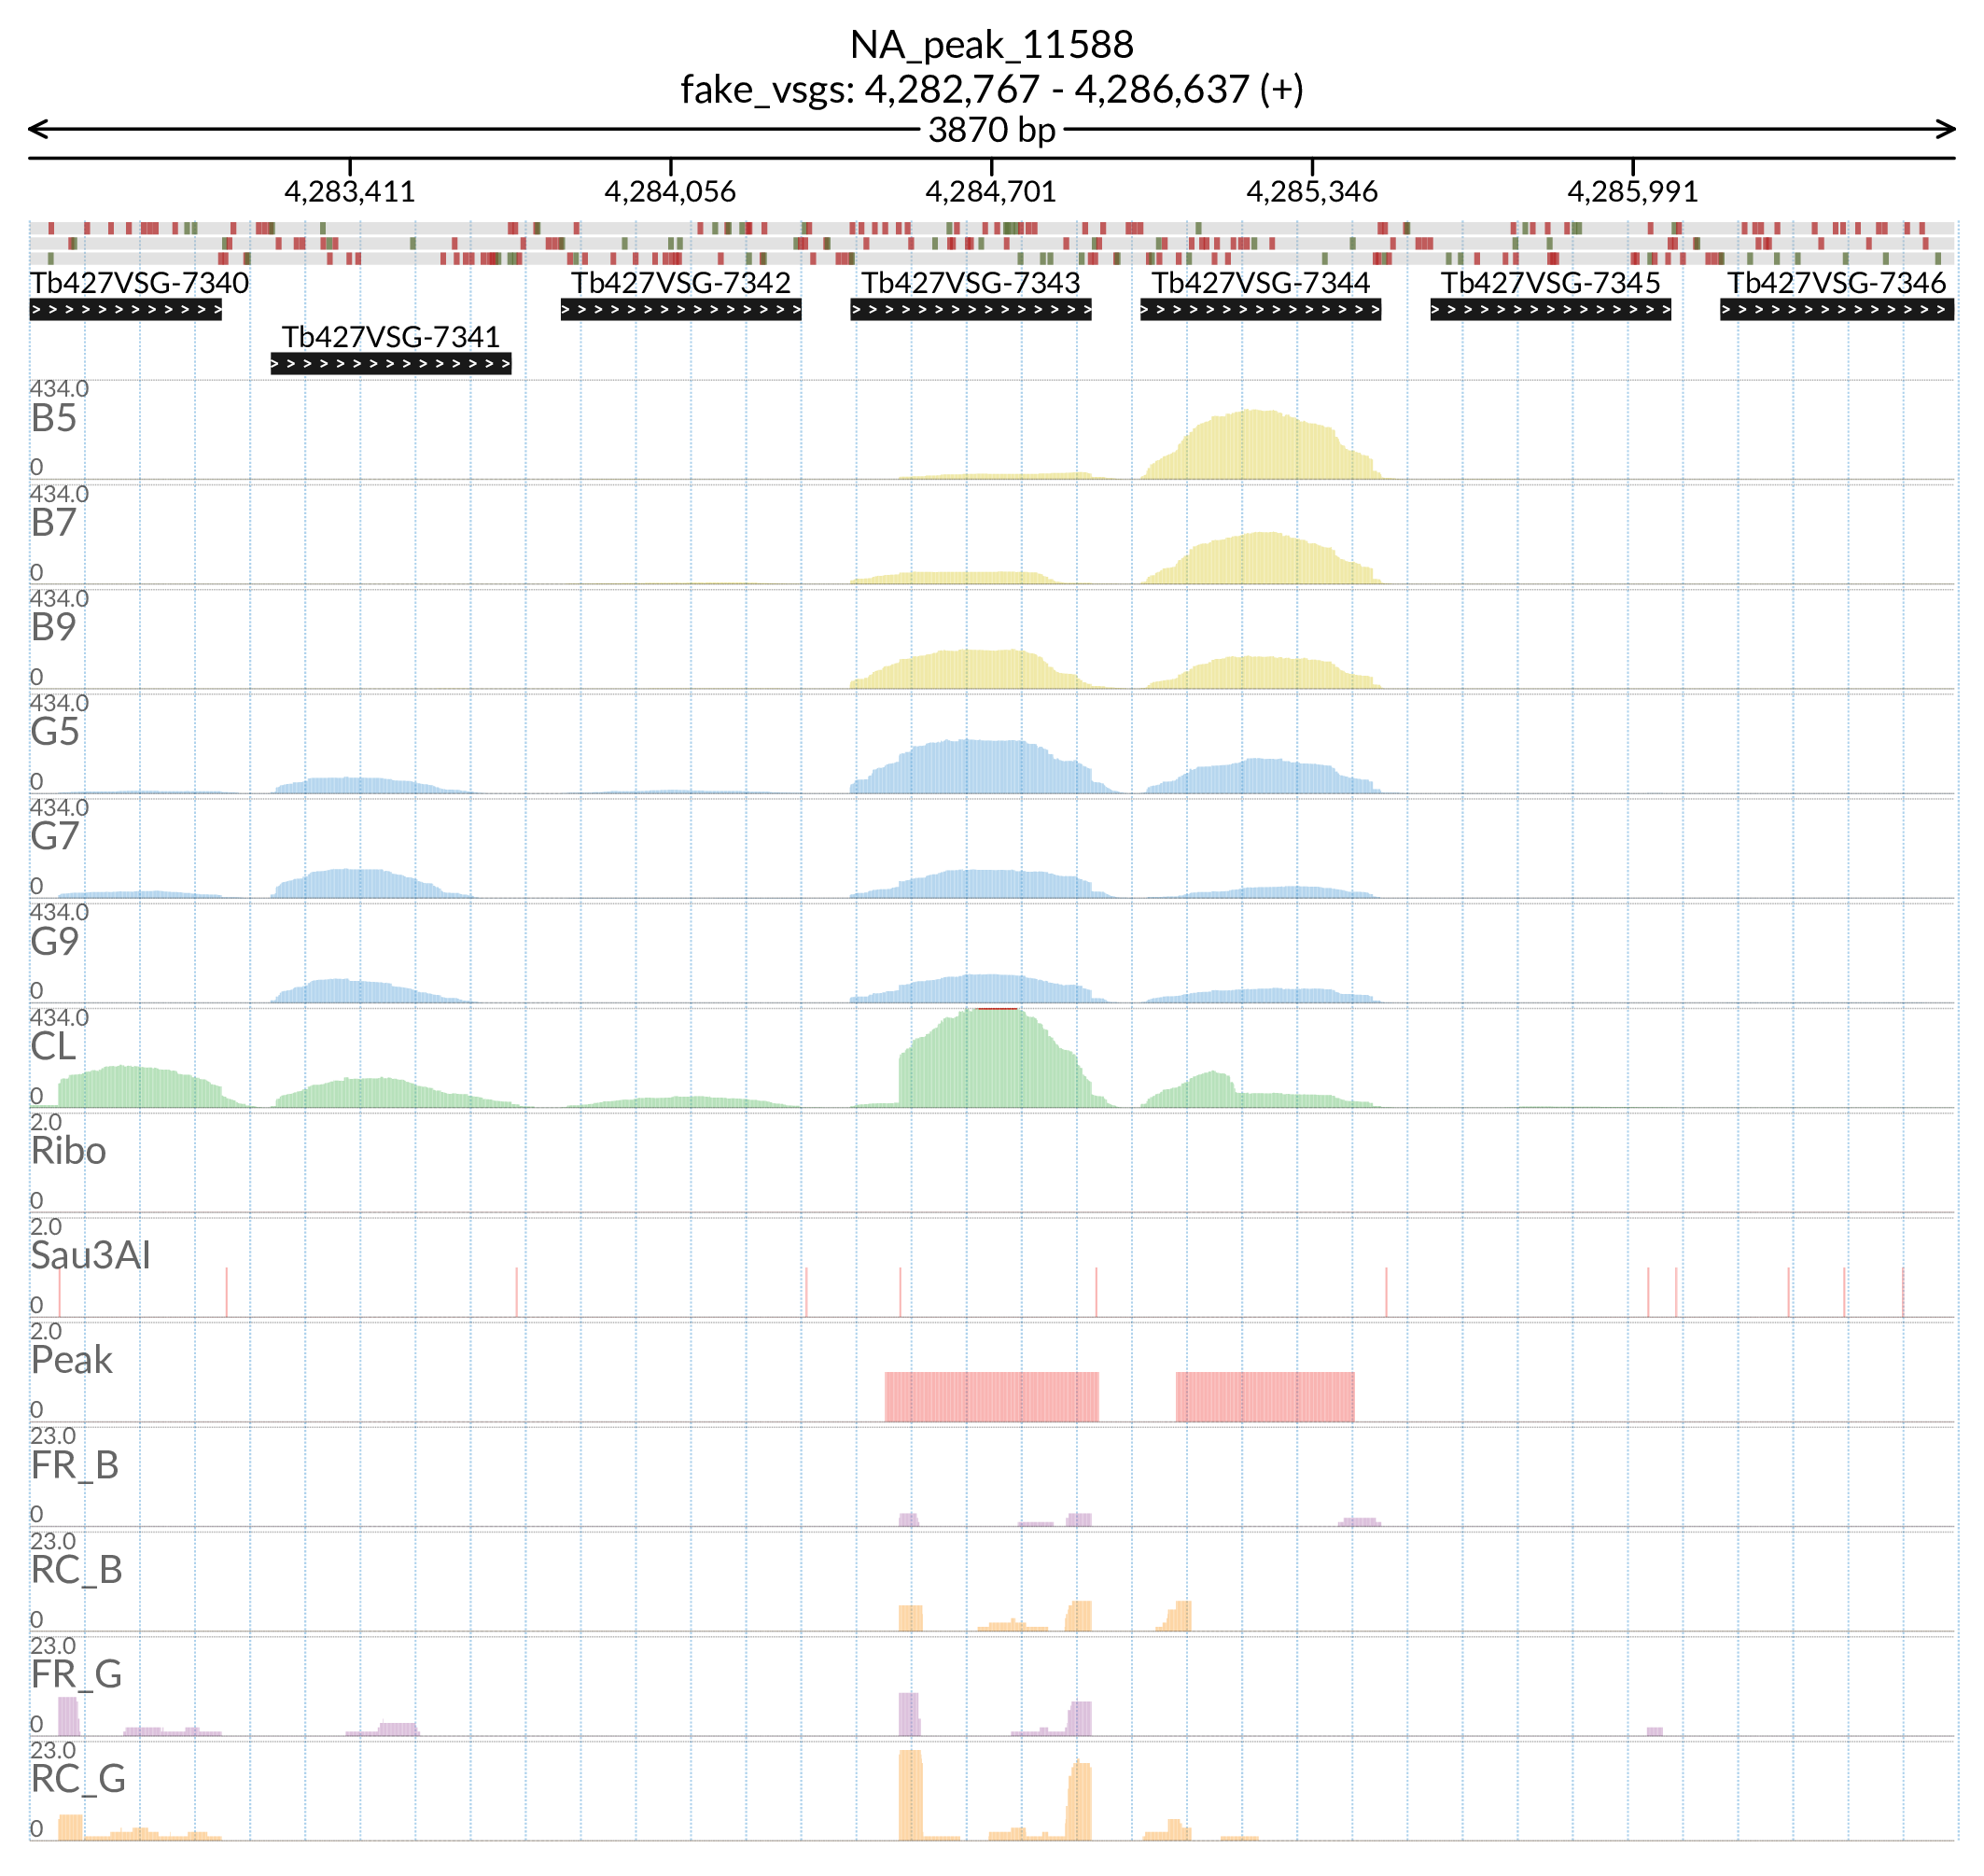 NA_peak_11588
fake_vsgs: 4,282,767 - 4,286,637 (+)
3870 bp
4,283,411 4,284,056 4,284,701 4,285,346 4,285,991
Tb427VSG-7340 Tb427VSG-7342 Tb427VSG-7343 Tb427VSG-7344 Tb427VSG-7345 Tb427VSG-7346
Tb427VSG-7341
434.0
B5
0
434.0
B7
0
434.0
B9
0
434.0
G5
0
434.0
G7
0
434.0
G9
0
434.0
CL
0
2.0
Ribo
0
2.0
Sau3AI
0
2.0
Peak
0
23.0
FR_B
0
23.0
RC_B
0
23.0
FR_G
0
23.0
RC_G
0